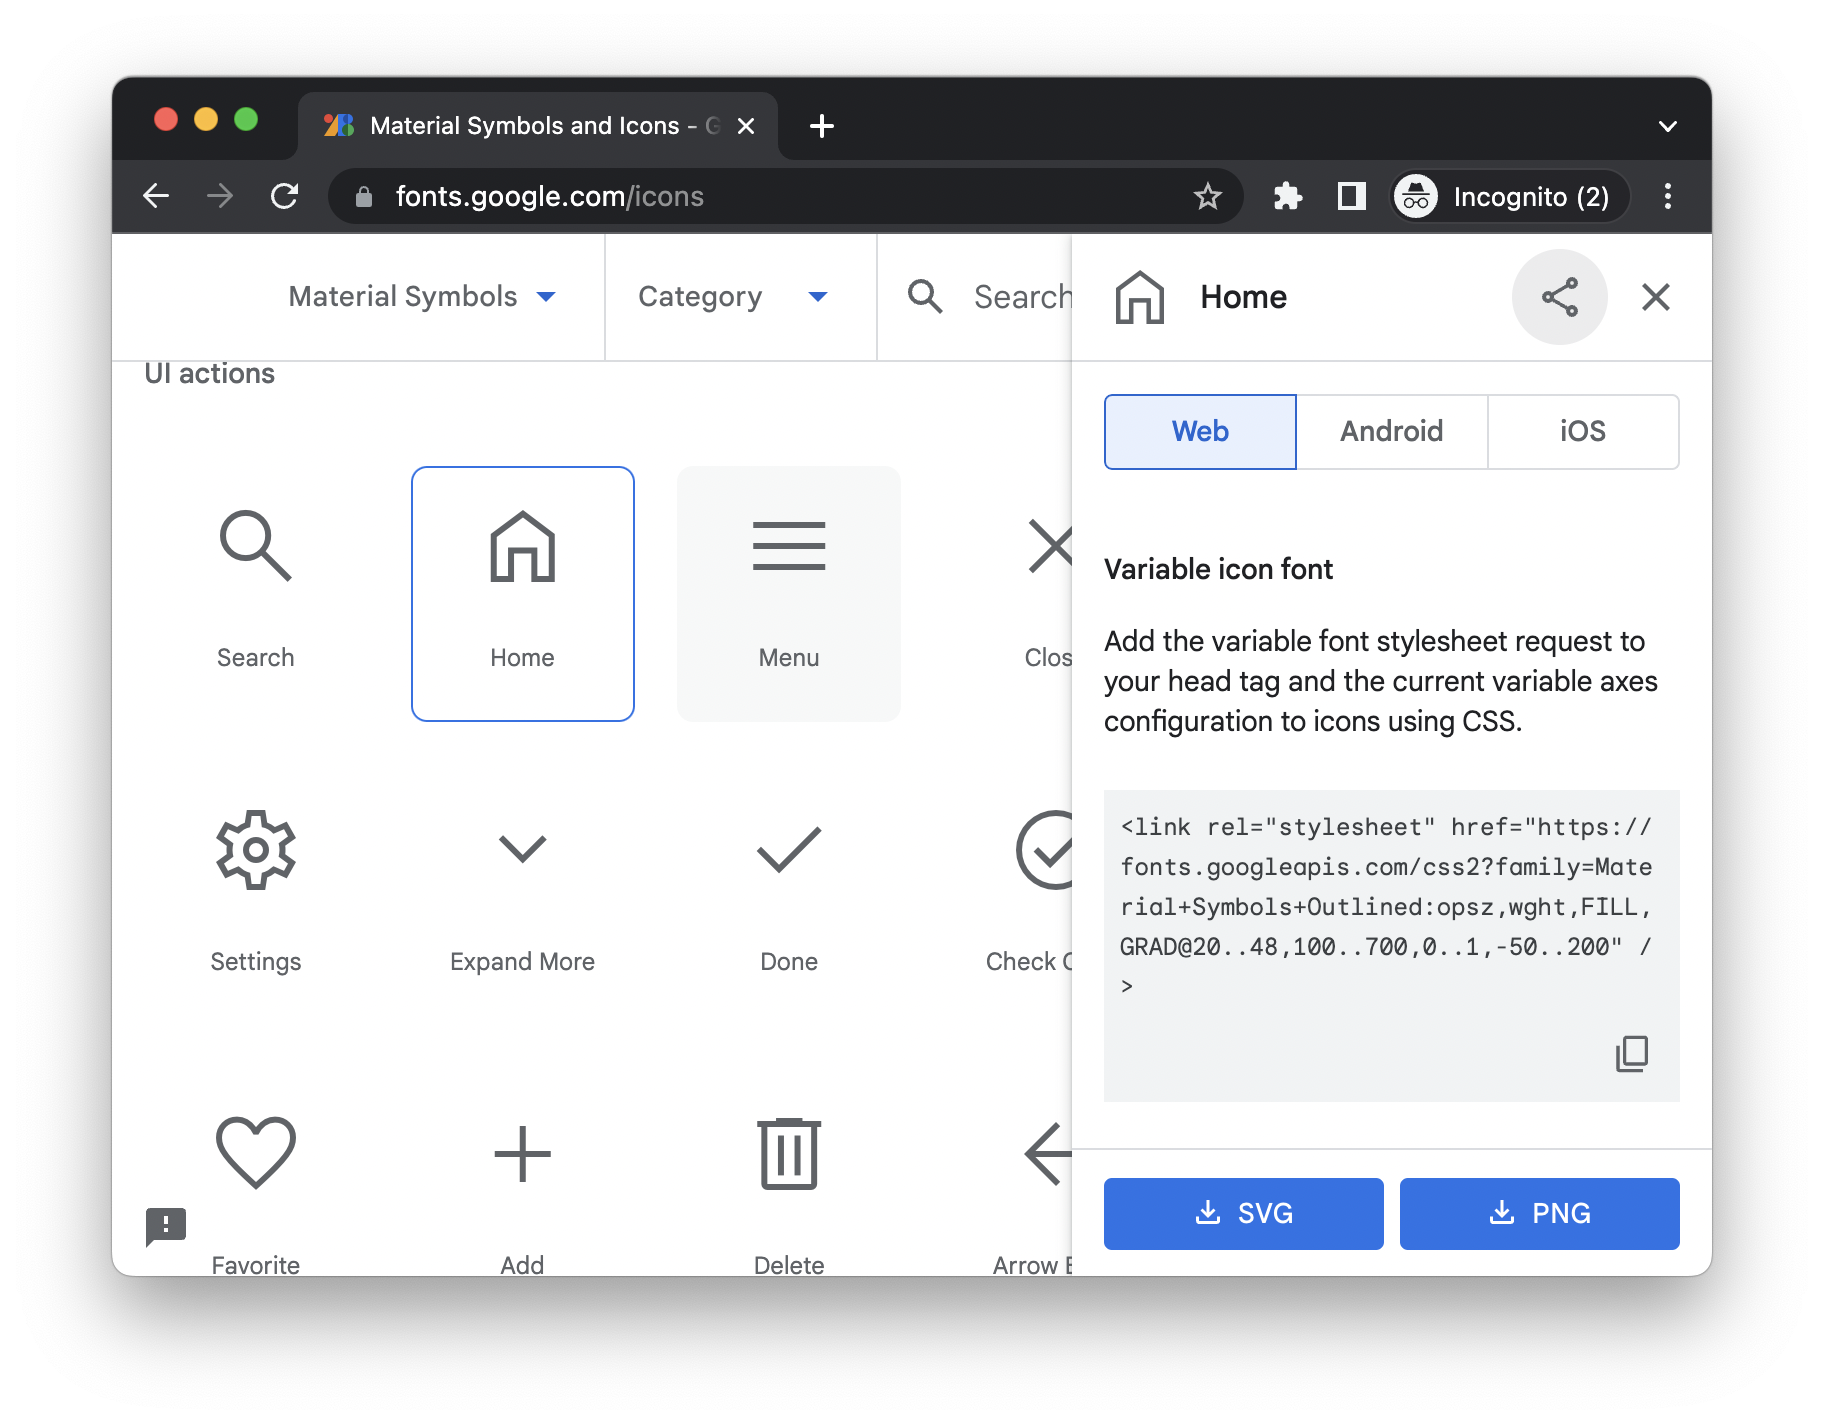 Material Symbols and Icons - G
fonts.google.com/icons
Incognito (2)
Material Symbols
Category
Search
Home
UI actions
Web
Android
iOS
Search
Home
Menu
Clos
Variable icon font
Add the variable font stylesheet request to
your head tag and the current variable axes
configuration to icons using CSS.
<link rel="stylesheet" href="https://
fonts.googleapis.com/css2?family=Mate
rial+Symbols+Outlined:opsz,wght,FILL,
GRAD@20..48,100..700,0..1,-50..200" /
>
Settings
Expand More
Done
Check C
Favorite
Add
Delete
Arrow B
SVG
PNG